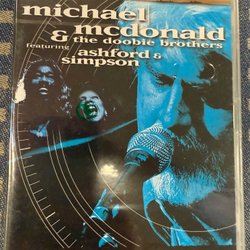 michael
mcdonald
& the doobie brothers
featuring
ashford &
simpson